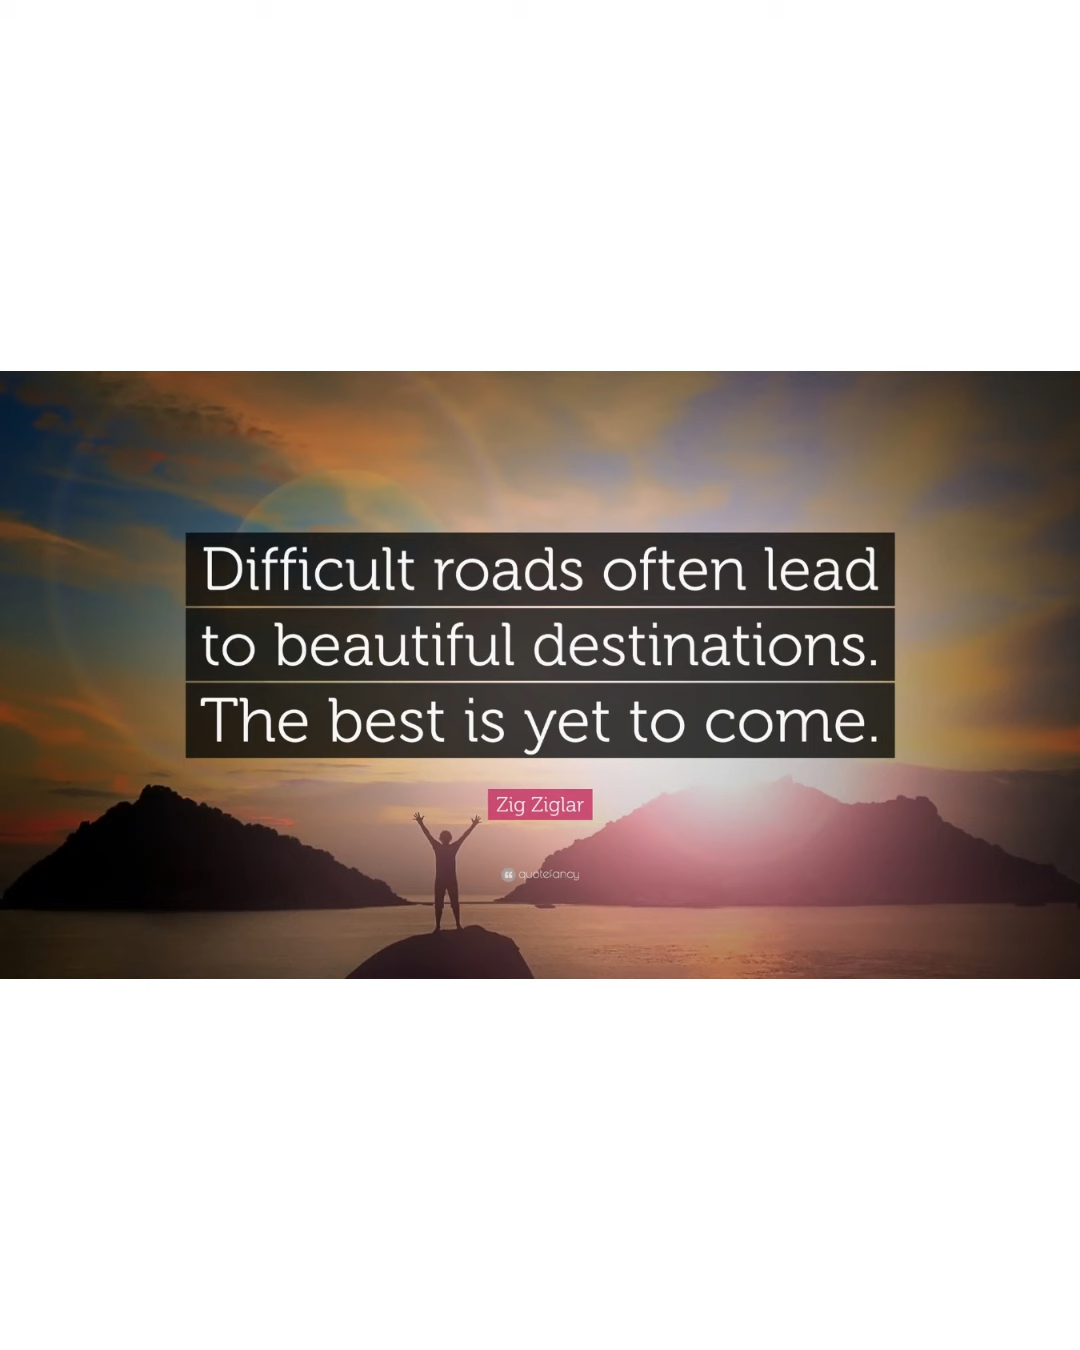 Difficult roads often lead
to beautiful destinations.
The best is yet to come.
Zig Ziglar
quotefancy